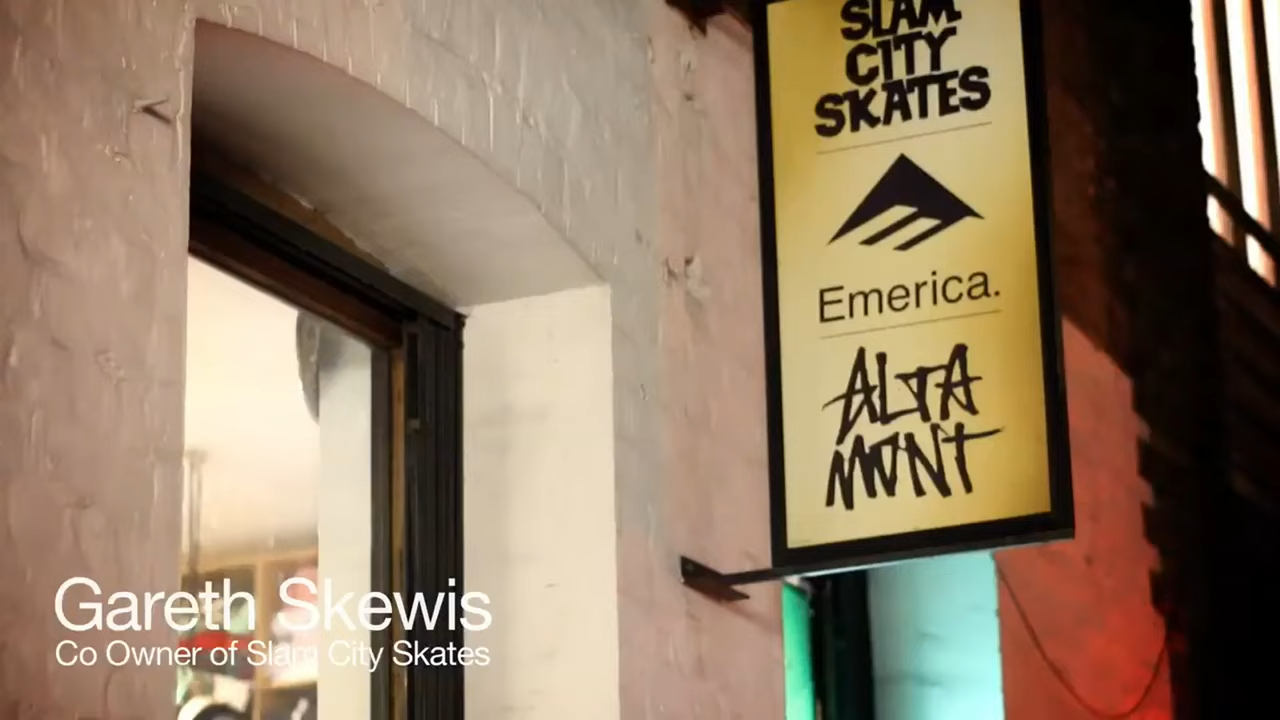 SLAM
CITY
SKATES
Emerica.
ALTA
MONT
Gareth Skewis
Co Owner of Slam City Skates